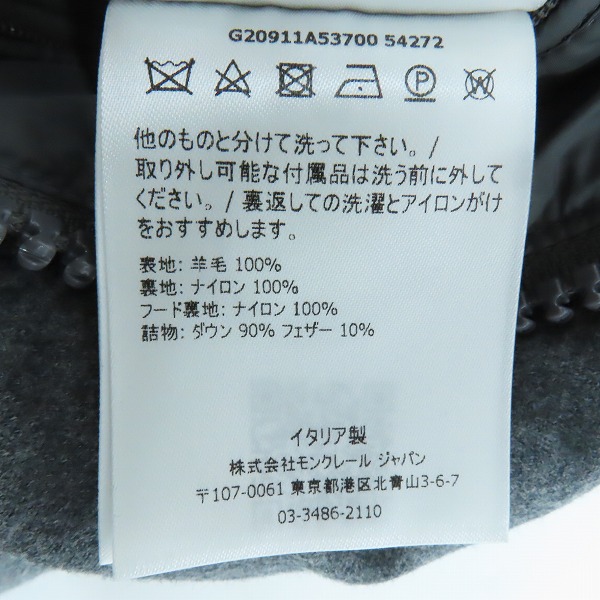 G20911A53700 54272
P
W
他のものと分けて洗って下さい。/
取り外し可能な付属品は洗う前に外して
ください。/ 裏返しての洗濯とアイロンがけ
をおすすめします。
表地: 羊毛 100%
裏地: ナイロン 100%
フード裏地: ナイロン 100%
詰物: ダウン 90% フェザー 10%
イタリア製
株式会社モンクレール ジャパン
〒107-0061 東京都港区北青山3-6-7
03-3486-2110